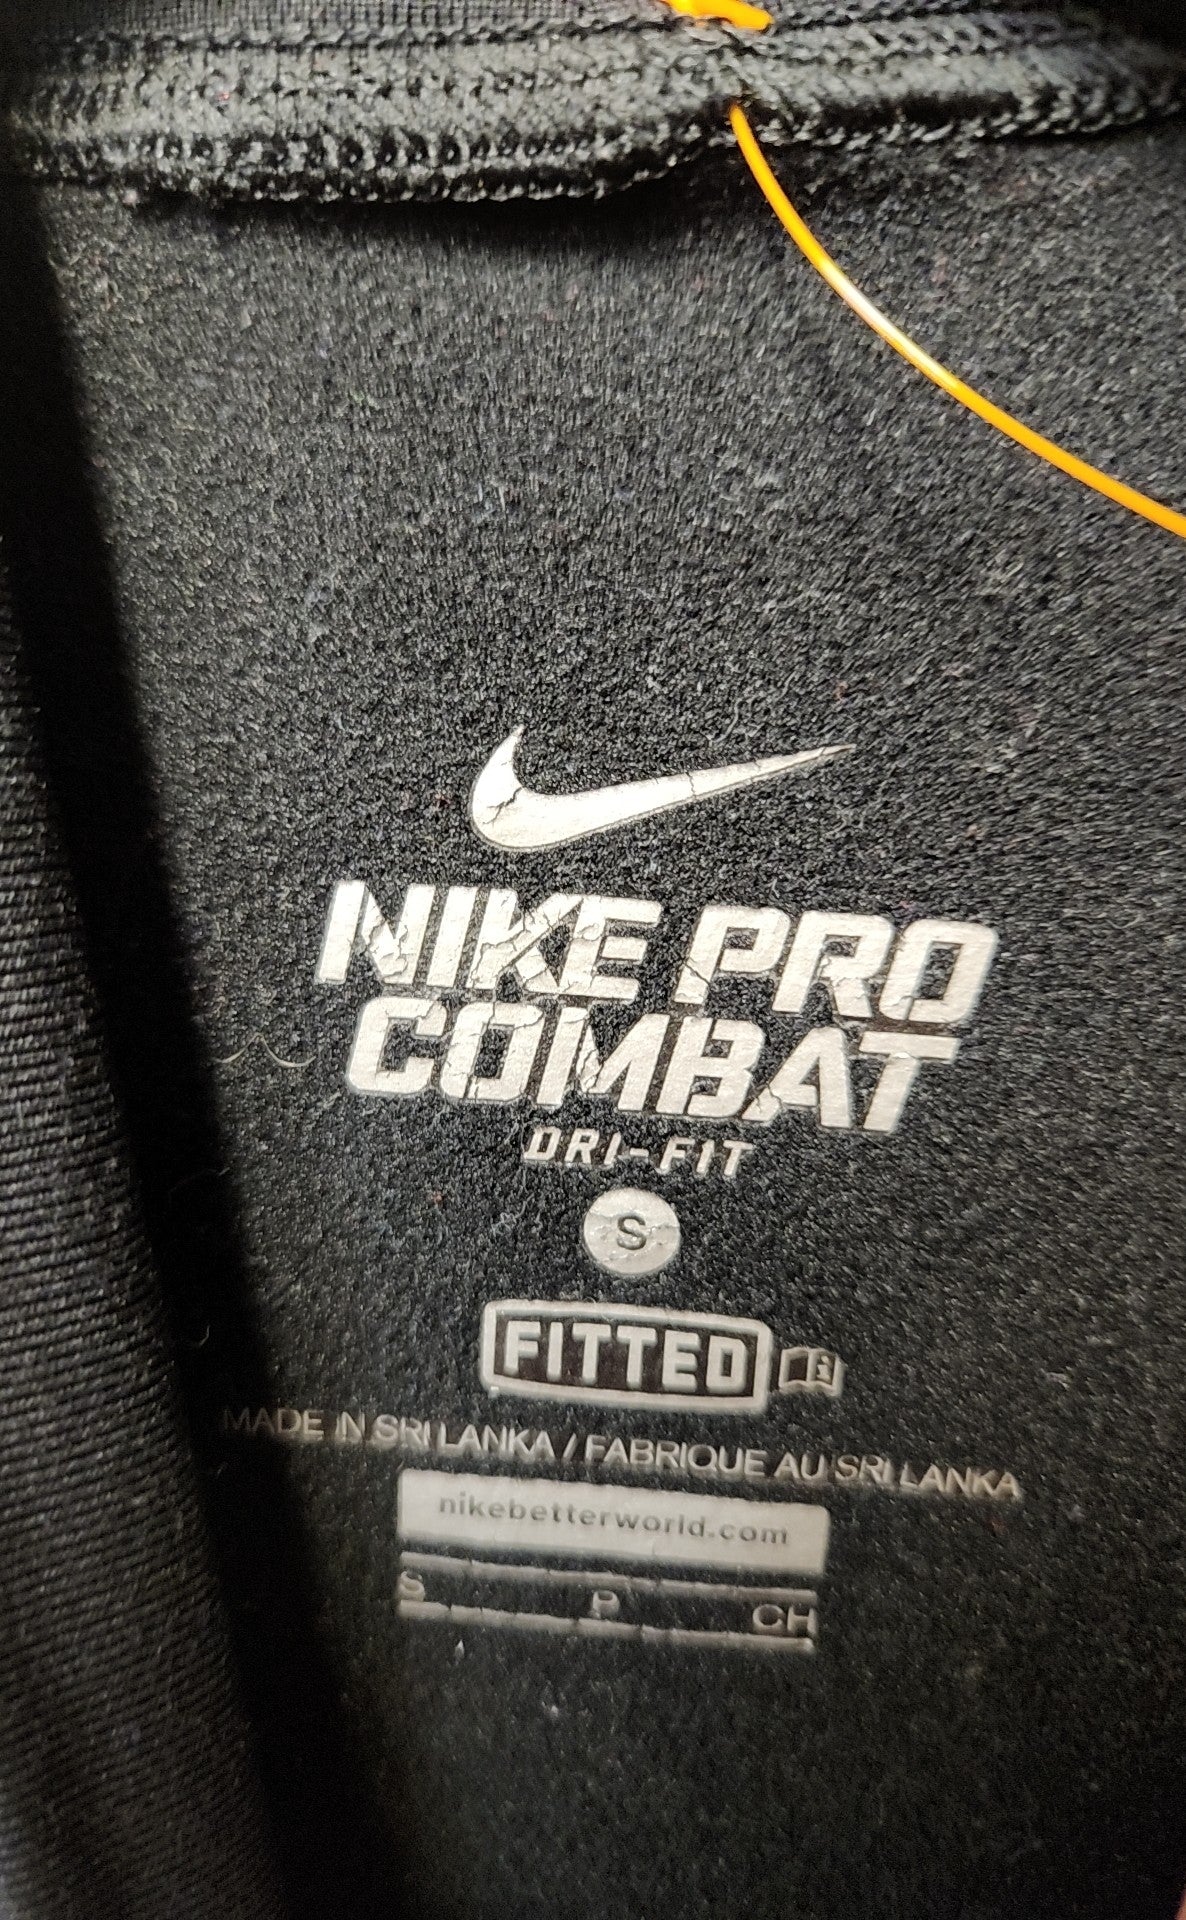 NIKE PRO
COMBAT
DRI-FIT
S
FITTED i
MADE IN SRI LANKA / FABRIQUE AU SRI LANKA
nikebetterworld.com
S P CH